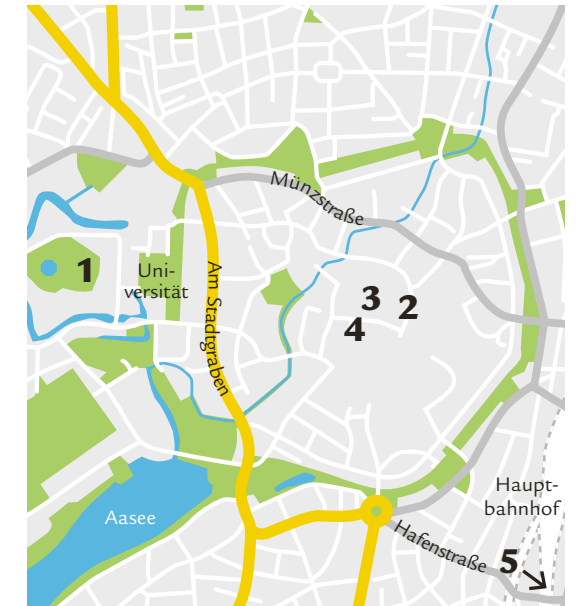 Münzstraße
1
Uni-
versität
Am Stadtgraben
3
2
4
Haupt-
bahnhof
Aasee
Hafenstraße
5